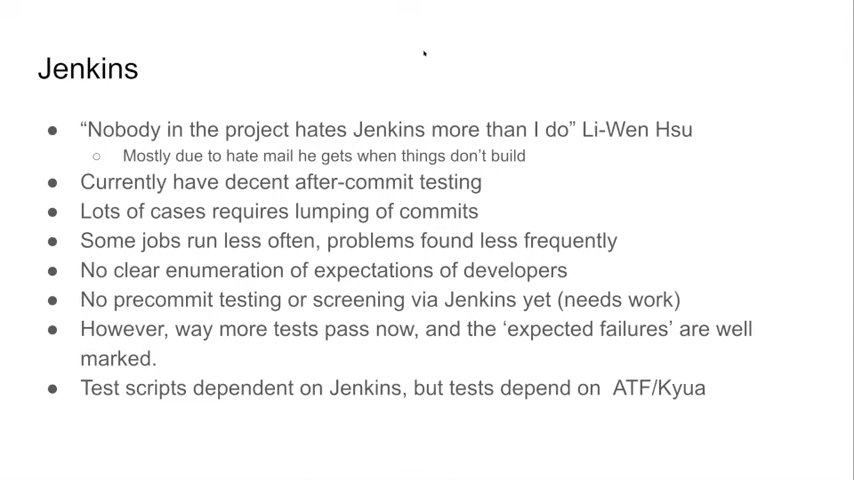 Jenkins
● “Nobody in the project hates Jenkins more than I do” Li-Wen Hsu
○ Mostly due to hate mail he gets when things don’t build
● Currently have decent after-commit testing
● Lots of cases requires lumping of commits
● Some jobs run less often, problems found less frequently
● No clear enumeration of expectations of developers
● No precommit testing or screening via Jenkins yet (needs work)
● However, way more tests pass now, and the ‘expected failures’ are well
marked.
● Test scripts dependent on Jenkins, but tests depend on  ATF/Kyua